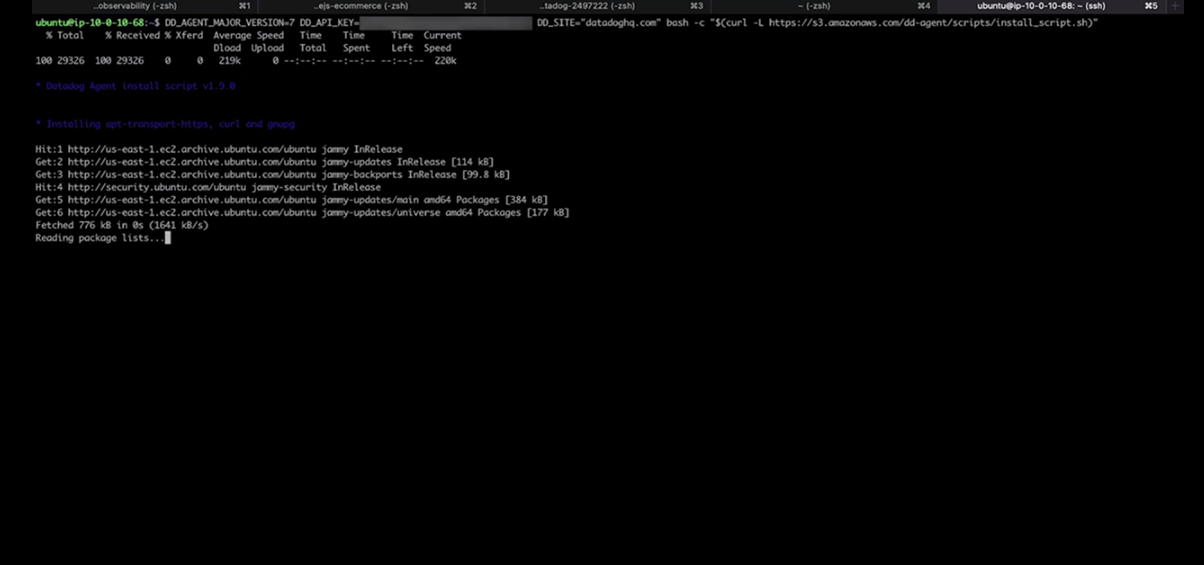 ...observability (-zsh) ⌘1 ...ejs-ecommerce (-zsh) ⌘2 ...tadog-2497222 (-zsh) ⌘3 ~ (-zsh) ⌘4 ubuntu@ip-10-0-10-68: ~ (ssh) ⌘5 +
ubuntu@ip-10-0-10-68:~$ DD_AGENT_MAJOR_VERSION=7 DD_API_KEY= DD_SITE="datadoghq.com" bash -c "$(curl -L https://s3.amazonaws.com/dd-agent/scripts/install_script.sh)"
% Total % Received % Xferd Average Speed Time Time Time Current
Dload Upload Total Spent Left Speed
100 29326 100 29326 0 0 219k 0 --:--:-- --:--:-- --:--:-- 220k
* Datadog Agent install script v1.9.0
* Installing apt-transport-https, curl and gnupg
Hit:1 http://us-east-1.ec2.archive.ubuntu.com/ubuntu jammy InRelease
Get:2 http://us-east-1.ec2.archive.ubuntu.com/ubuntu jammy-updates InRelease [114 kB]
Get:3 http://us-east-1.ec2.archive.ubuntu.com/ubuntu jammy-backports InRelease [99.8 kB]
Hit:4 http://security.ubuntu.com/ubuntu jammy-security InRelease
Get:5 http://us-east-1.ec2.archive.ubuntu.com/ubuntu jammy-updates/main amd64 Packages [384 kB]
Get:6 http://us-east-1.ec2.archive.ubuntu.com/ubuntu jammy-updates/universe amd64 Packages [177 kB]
Fetched 776 kB in 0s (1641 kB/s)
Reading package lists...